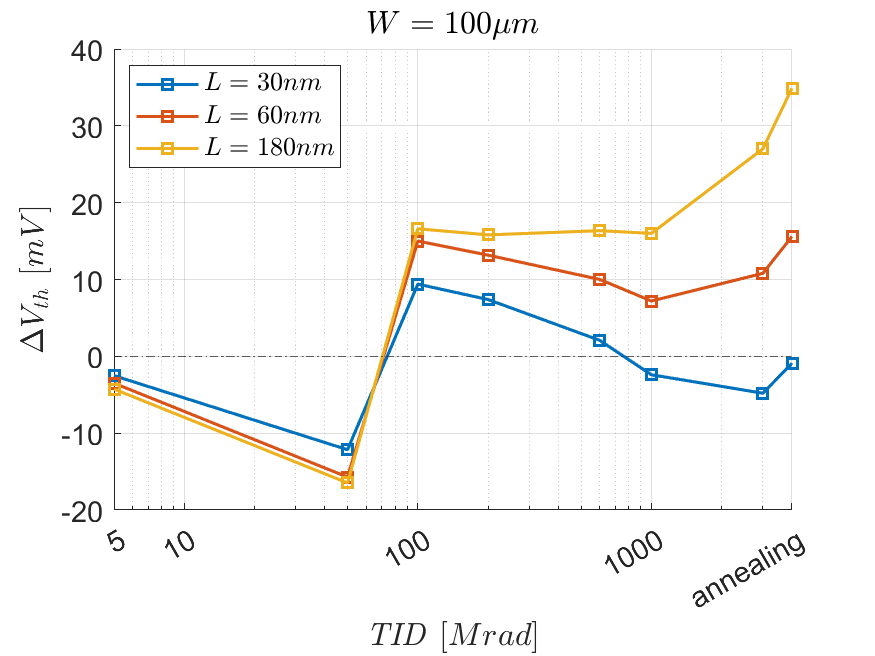 W = 100μm
L = 30nm
L = 60nm
L = 180nm
40
30
20
10
0
-10
-20
ΔV_th [mV]
5
10
100
1000
annealing
TID [Mrad]